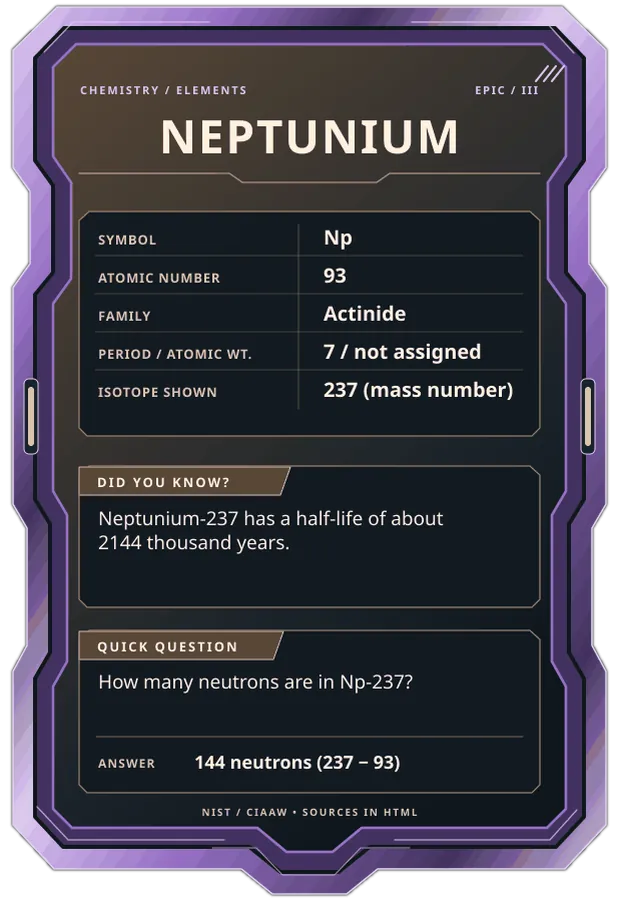 CHEMISTRY / ELEMENTS
EPIC / III
NEPTUNIUM
SYMBOL Np
ATOMIC NUMBER 93
FAMILY Actinide
PERIOD / ATOMIC WT. 7 / not assigned
ISOTOPE SHOWN 237 (mass number)
DID YOU KNOW?
Neptunium-237 has a half-life of about
2144 thousand years.
QUICK QUESTION
How many neutrons are in Np-237?
ANSWER 144 neutrons (237 − 93)
NIST / CIAAW • SOURCES IN HTML